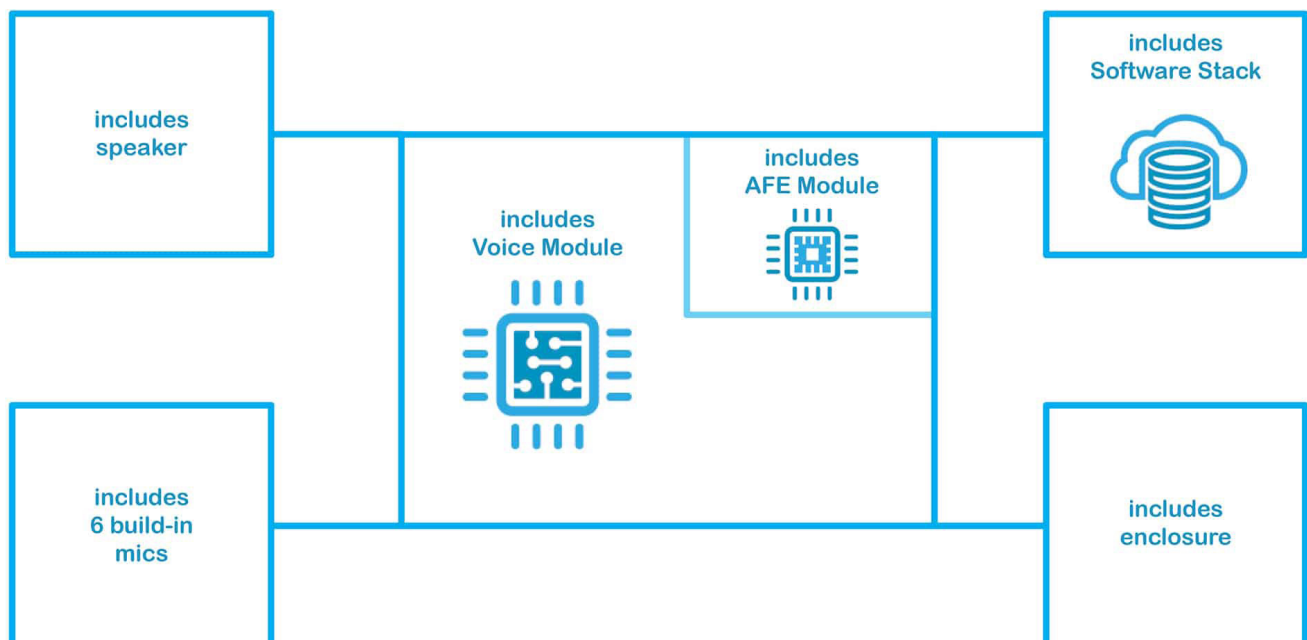 includes
speaker
includes
Voice Module
includes
AFE Module
includes
Software Stack
includes
6 build-in
mics
includes
enclosure